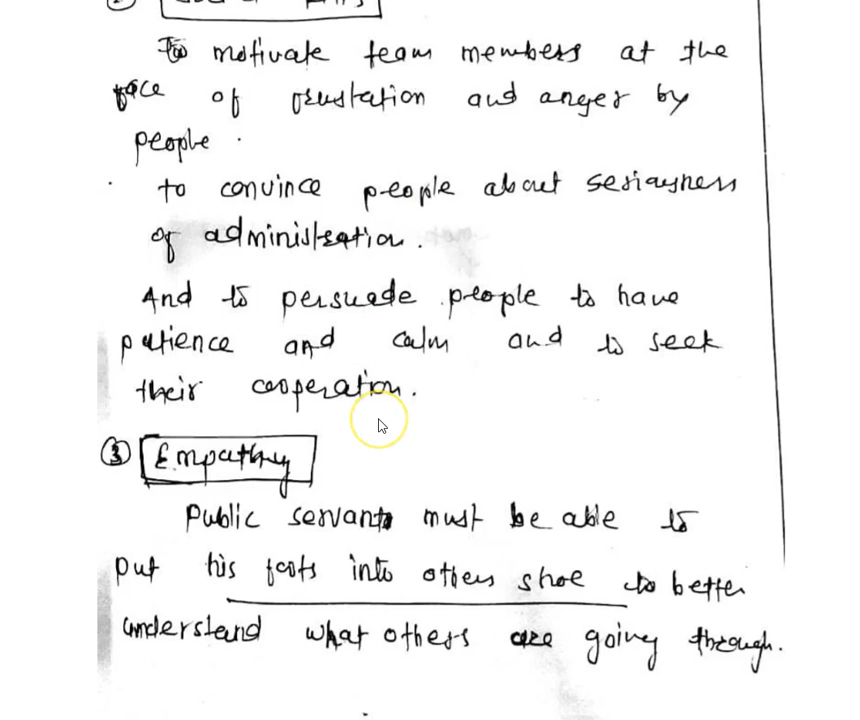 To motivate team members at the
face of frustation and anger by
people.
to convince people about seriousness
of administration.
And to persuade people to have
patience and calm and to seek
their cooperation.
③ Empathy
Public servant must be able to
put his foots into others shoe to better
understand what others are going through.